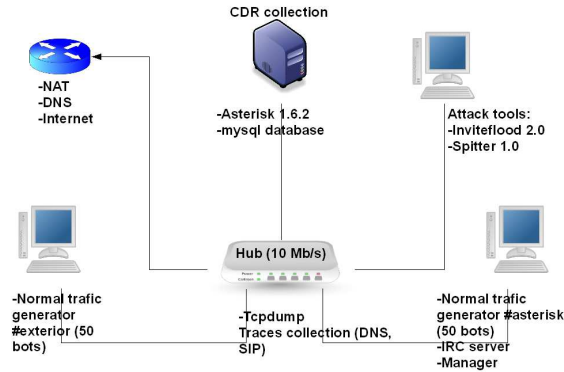 CDR collection
-NAT
-DNS
-Internet
-Asterisk 1.6.2
-mysql database
Attack tools:
-Inviteflood 2.0
-Spitter 1.0
Hub (10 Mb/s)
-Normal trafic
generator
#exterior (50
bots)
-Tcpdump
Traces collection (DNS,
SIP)
-Normal trafic
generator #asterisk
(50 bots)
-IRC server
-Manager